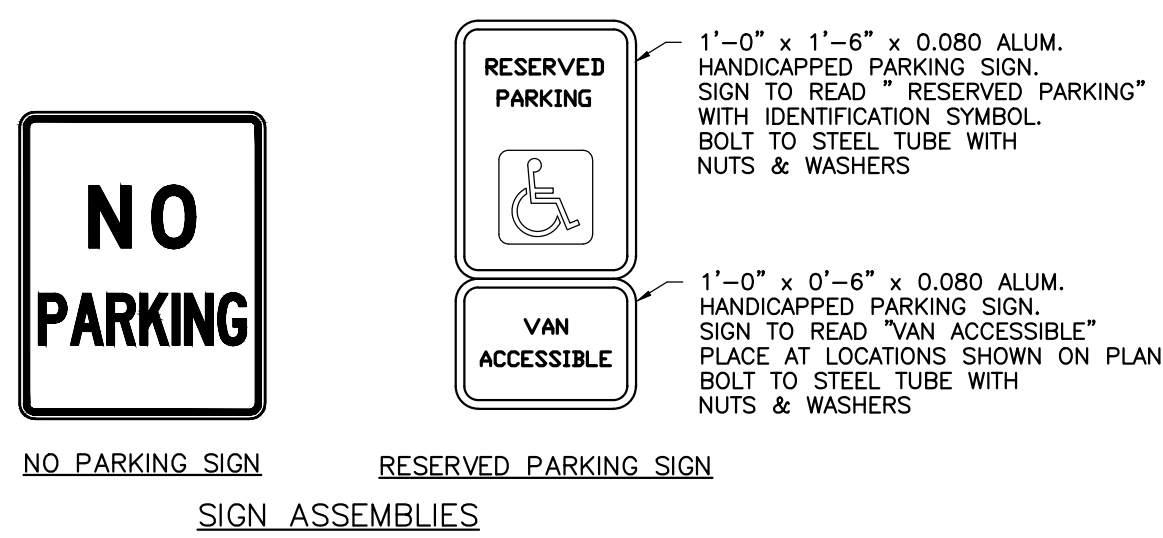 NO
PARKING
NO PARKING SIGN
RESERVED
PARKING
VAN
ACCESSIBLE
RESERVED PARKING SIGN
1'-0" x 1'-6" x 0.080 ALUM.
HANDICAPPED PARKING SIGN.
SIGN TO READ " RESERVED PARKING"
WITH IDENTIFICATION SYMBOL.
BOLT TO STEEL TUBE WITH
NUTS & WASHERS
1'-0" x 0'-6" x 0.080 ALUM.
HANDICAPPED PARKING SIGN.
SIGN TO READ "VAN ACCESSIBLE"
PLACE AT LOCATIONS SHOWN ON PLAN
BOLT TO STEEL TUBE WITH
NUTS & WASHERS
SIGN ASSEMBLIES